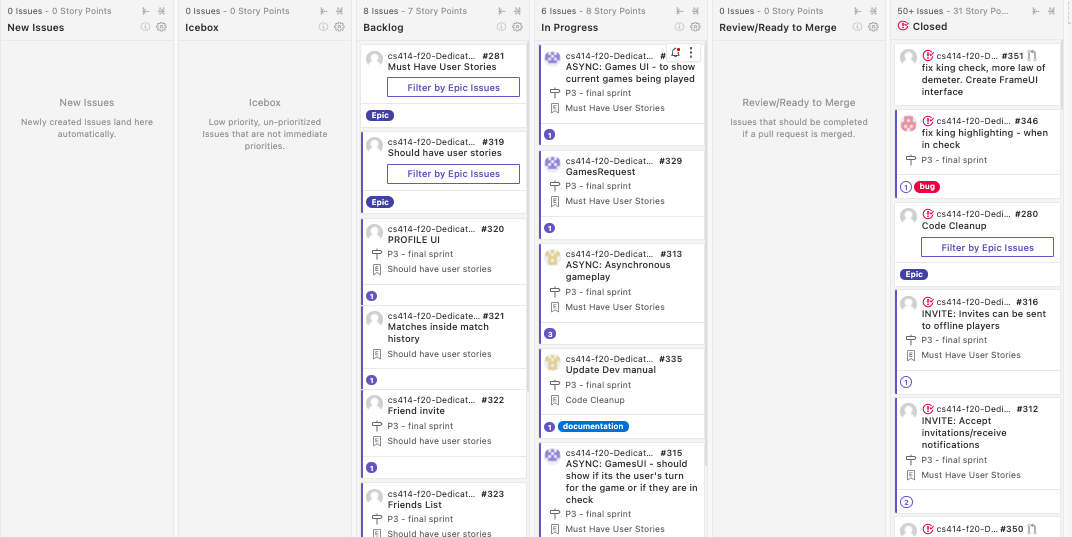 0 Issues - 0 Story Points
New Issues
New Issues
Newly created Issues land here
automatically.
0 Issues - 0 Story Points
Icebox
Icebox
Low priority, un-prioritized
Issues that are not immediate
priorities.
8 Issues - 7 Story Points
Backlog
cs414-f20-Dedicat... #281
Must Have User Stories
Filter by Epic Issues
Epic
cs414-f20-Dedicat... #319
Should have user stories
Filter by Epic Issues
Epic
cs414-f20-Dedicat... #320
PROFILE UI
P3 - final sprint
Should have user stories
1
cs414-f20-Dedicate... #321
Matches inside match
history
Should have user stories
1
cs414-f20-Dedicat... #322
Friend invite
P3 - final sprint
Should have user stories
1
cs414-f20-Dedicat... #323
Friends List
P3 - final sprint
Should have user stories
6 Issues - 6 Story Points
In Progress
cs414-f20-Dedicat...
ASYNC: Games UI - to show
current games being played
P3 - final sprint
Must Have User Stories
1
cs414-f20-Dedicat... #329
GamesRequest
P3 - final sprint
Must Have User Stories
1
cs414-f20-Dedicat... #313
ASYNC: Asynchronous
gameplay
P3 - final sprint
Must Have User Stories
3
cs414-f20-Dedicat... #335
Update Dev manual
P3 - final sprint
Code Cleanup
1 documentation
cs414-f20-Dedicat... #315
ASYNC: GamesUI - should
show if its the user's turn
for the game or if they are in
check
P3 - final sprint
Must Have User Stories
0 Issues - 0 Story Points
Review/Ready to Merge
Review/Ready to Merge
Issues that should be completed
if a pull request is merged.
50+ Issues - 31 Story Po...
Closed
cs414-f20-D... #351
fix king check, more law of
demeter. Create FrameUI
interface
cs414-f20-Dedi... #346
fix king highlighting - when
in check
P3 - final sprint
1 bug
cs414-f20-Dedi... #280
Code Cleanup
Filter by Epic Issues
Epic
cs414-f20-Dedi... #316
INVITE: Invites can be sent
to offline players
P3 - final sprint
Must Have User Stories
1
cs414-f20-Dedi... #312
INVITE: Accept
invitations/receive
notifications
P3 - final sprint
Must Have User Stories
2
cs414-f20-D... #350